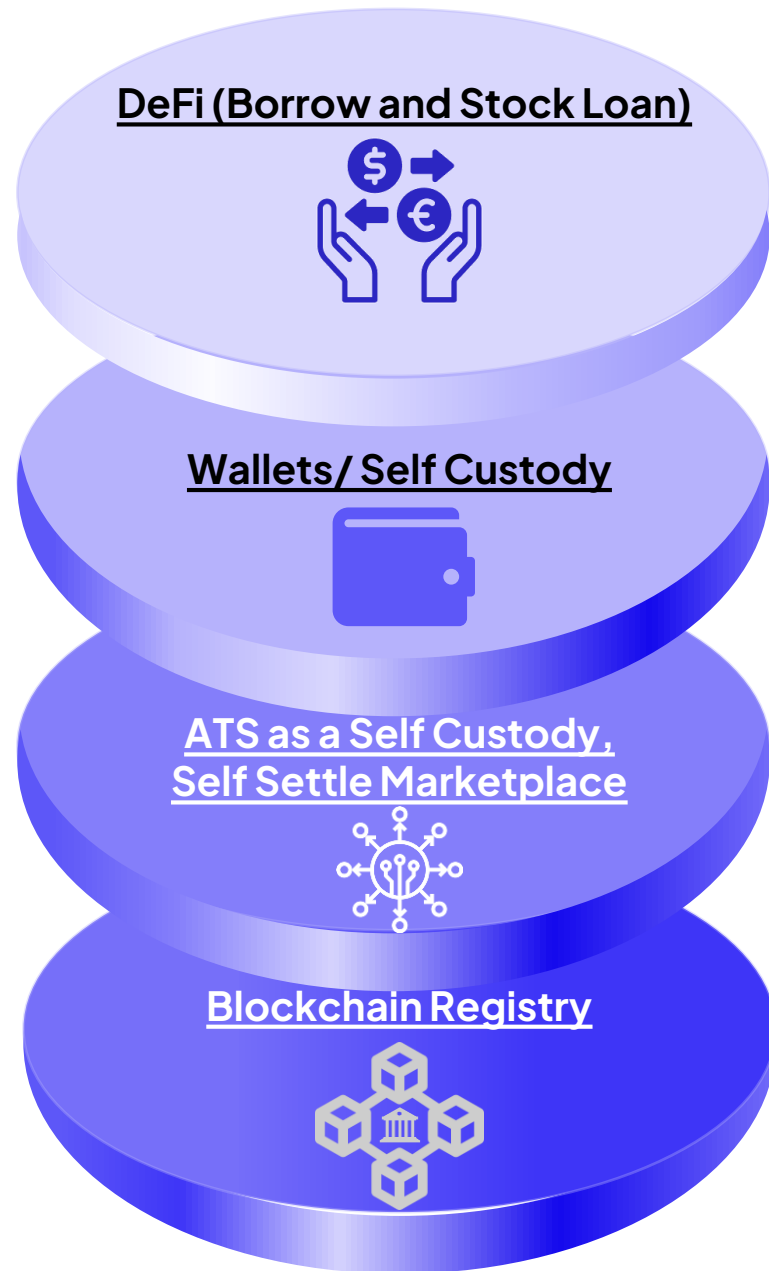 DeFi (Borrow and Stock Loan)
$
€
Wallets/ Self Custody
ATS as a Self Custody,
Self Settle Marketplace
Blockchain Registry